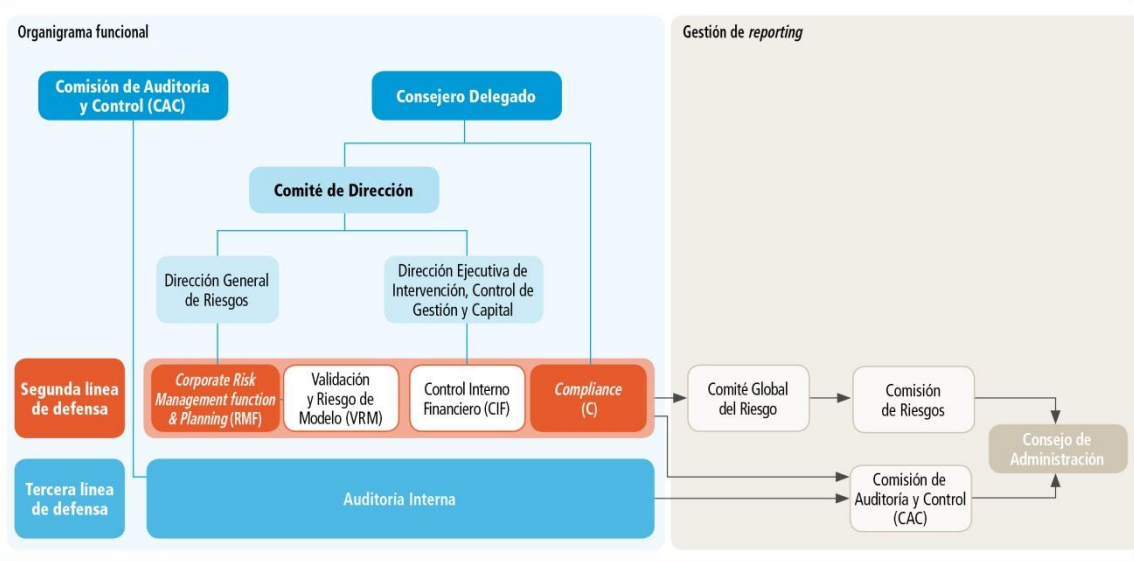 Organigrama funcional
Gestión de reporting
Comisión de Auditoría
y Control (CAC)
Consejero Delegado
Comité de Dirección
Dirección General
de Riesgos
Dirección Ejecutiva de
Intervención, Control de
Gestión y Capital
Segunda línea
de defensa
Corporate Risk
Management function
& Planning (RMF)
Validación
y Riesgo de
Modelo (VRM)
Control Interno
Financiero (CIF)
Compliance
(C)
Comité Global
del Riesgo
Comisión
de Riesgos
Consejo de
Administración
Tercera línea
de defensa
Auditoría Interna
Comisión de
Auditoría y Control
(CAC)